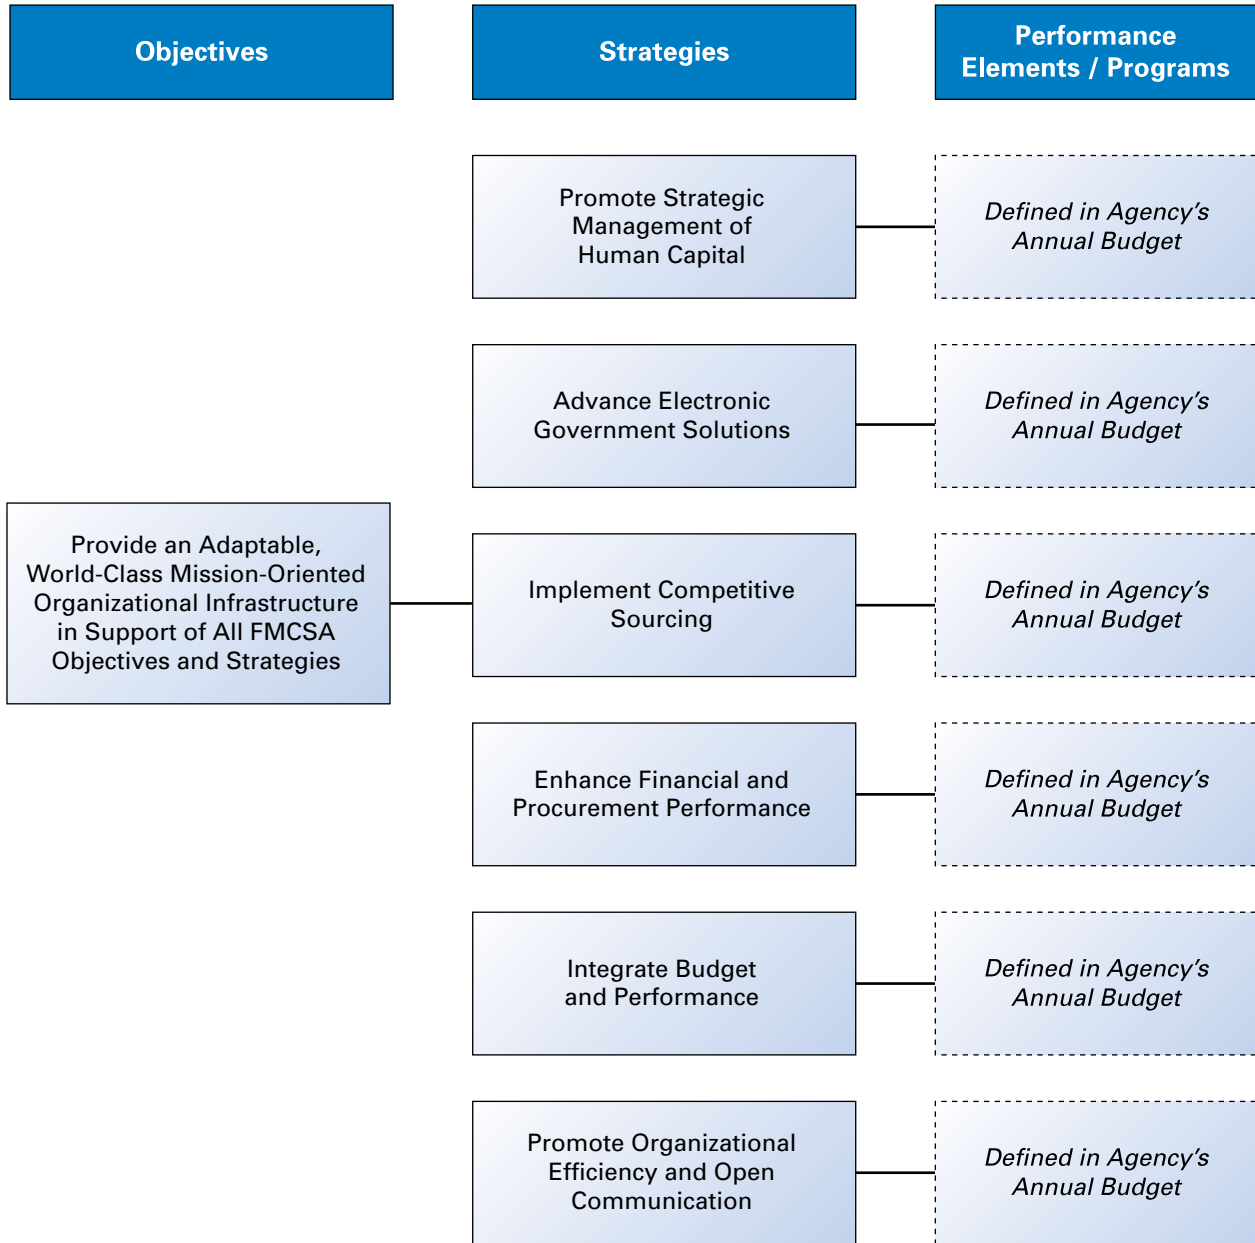 Objectives
Strategies
Performance
Elements / Programs
Promote Strategic
Management of
Human Capital
Defined in Agency's
Annual Budget
Advance Electronic
Government Solutions
Defined in Agency's
Annual Budget
Provide an Adaptable,
World-Class Mission-Oriented
Organizational Infrastructure
in Support of All FMCSA
Objectives and Strategies
Implement Competitive
Sourcing
Defined in Agency's
Annual Budget
Enhance Financial and
Procurement Performance
Defined in Agency's
Annual Budget
Integrate Budget
and Performance
Defined in Agency's
Annual Budget
Promote Organizational
Efficiency and Open
Communication
Defined in Agency's
Annual Budget